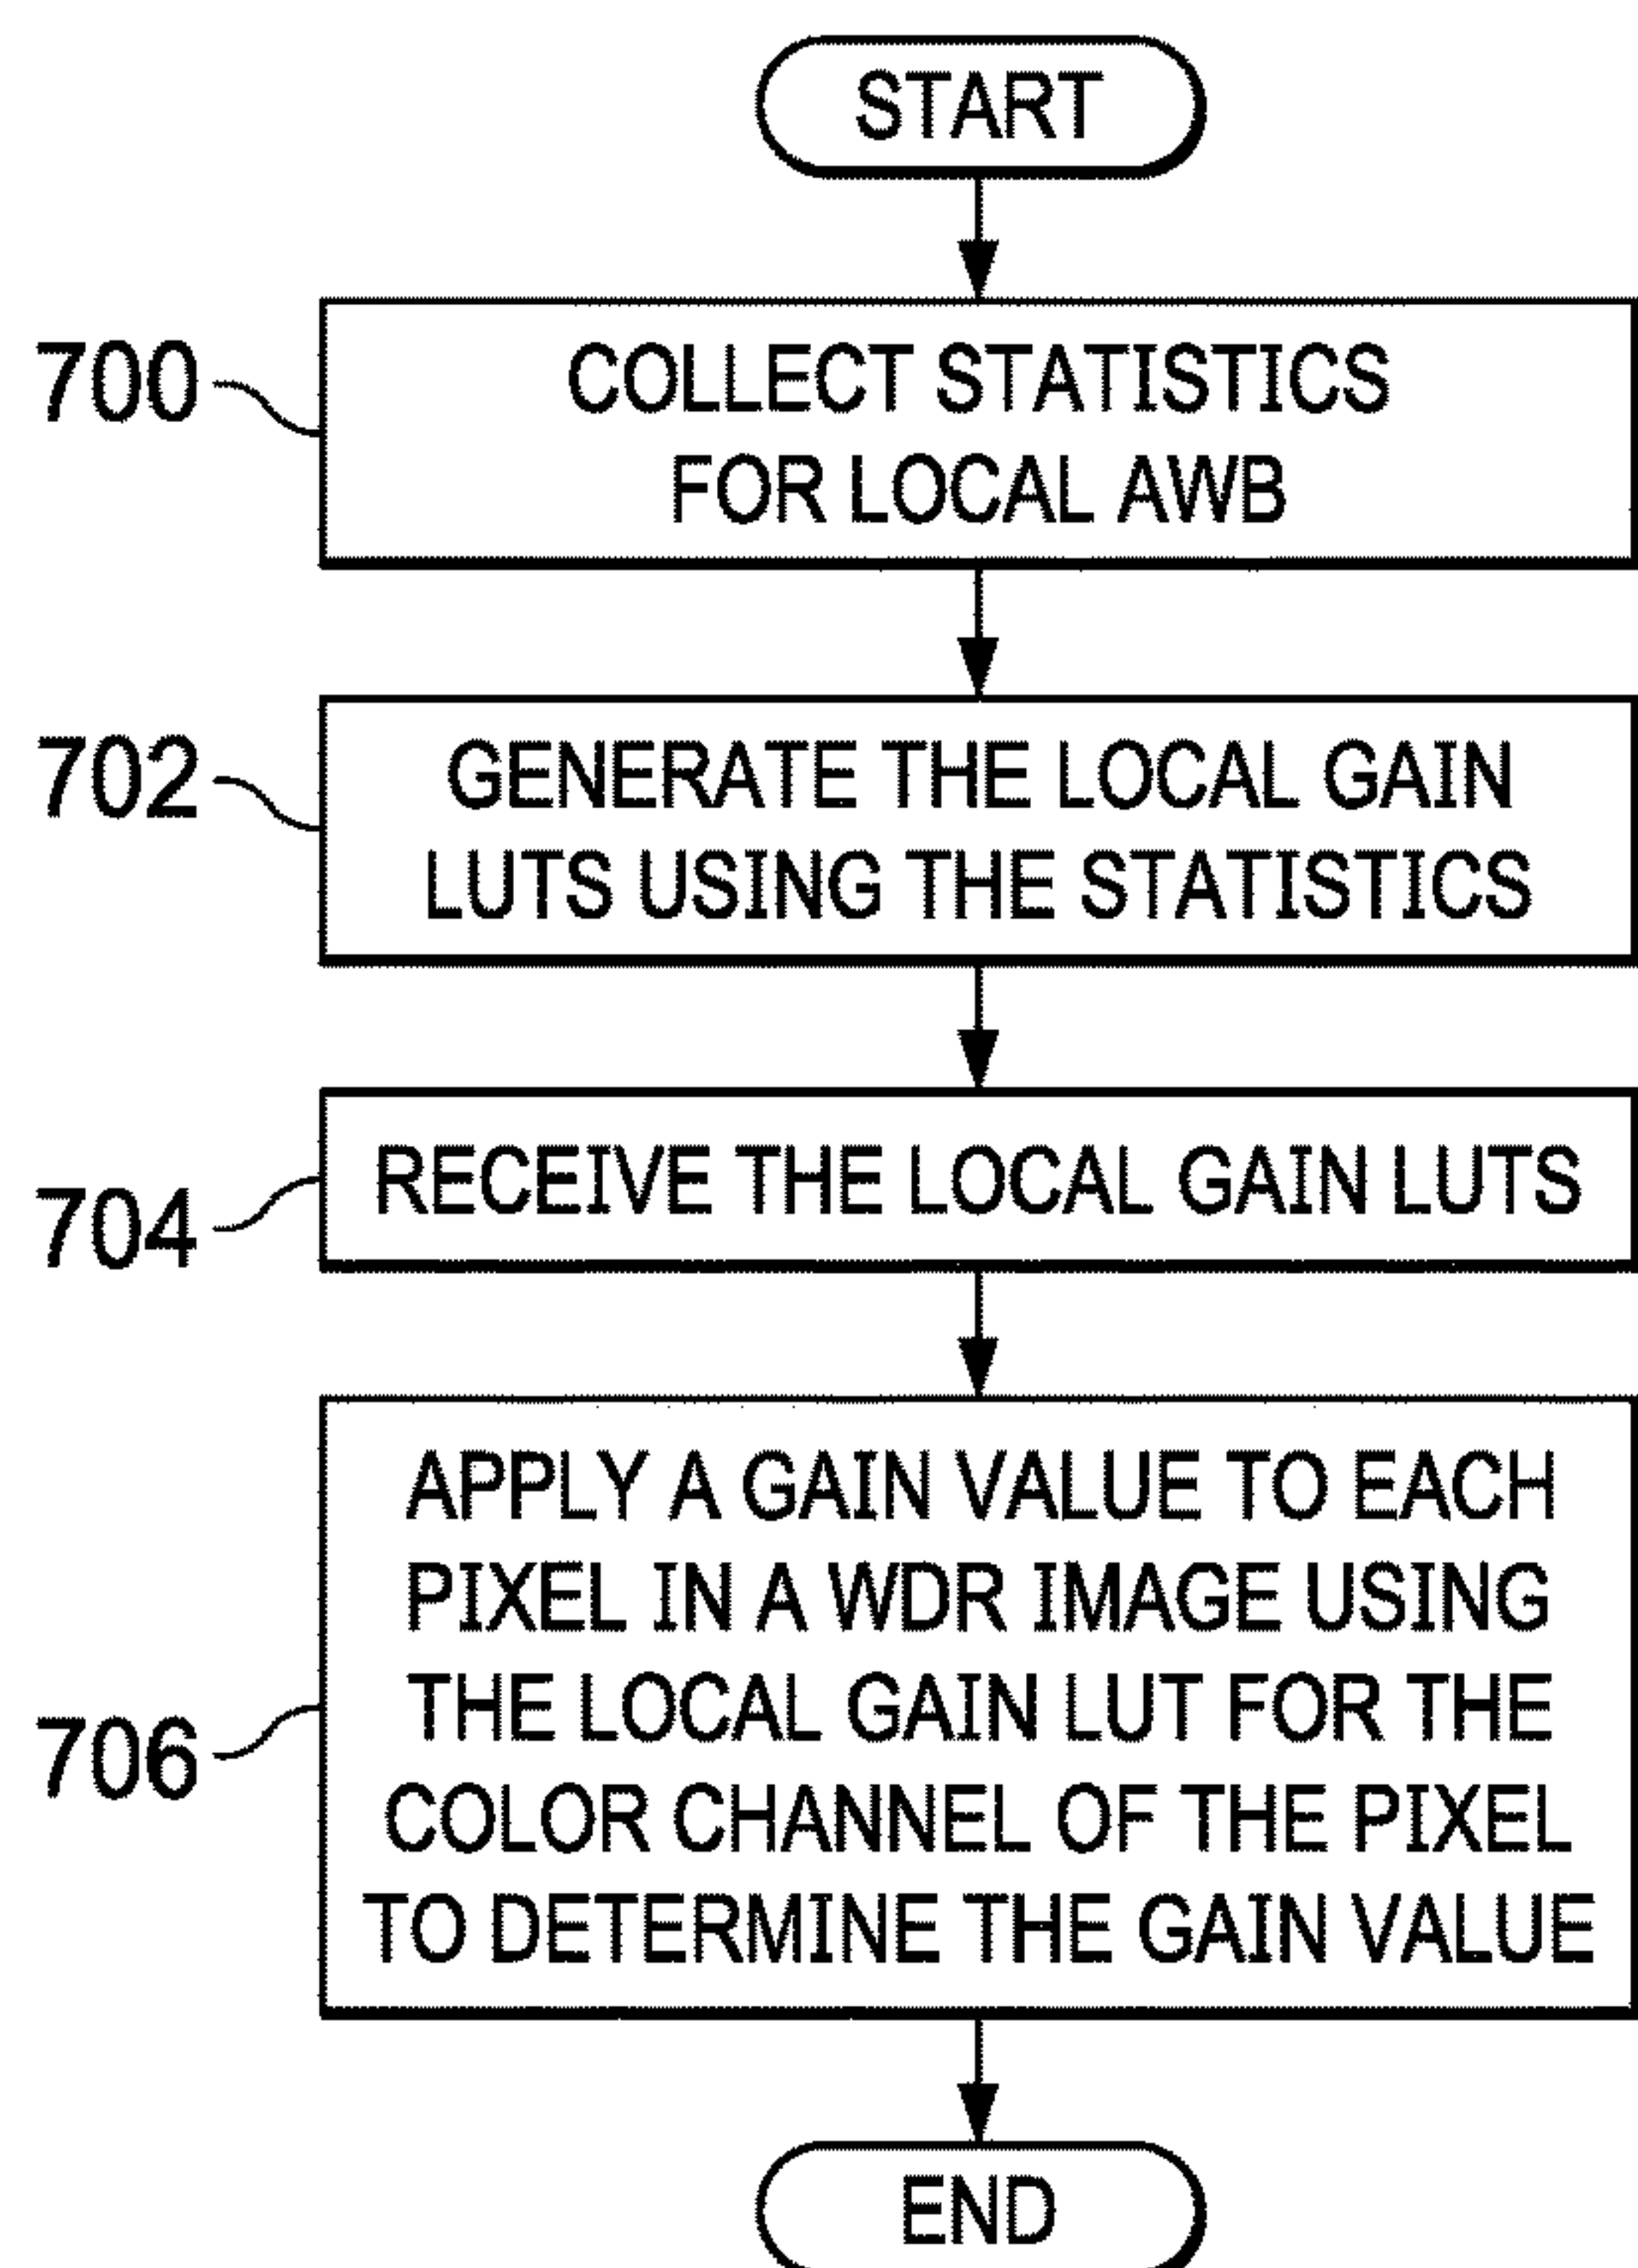 START
700
COLLECT STATISTICS
FOR LOCAL AWB
702
GENERATE THE LOCAL GAIN
LUTS USING THE STATISTICS
704
RECEIVE THE LOCAL GAIN LUTS
706
APPLY A GAIN VALUE TO EACH
PIXEL IN A WDR IMAGE USING
THE LOCAL GAIN LUT FOR THE
COLOR CHANNEL OF THE PIXEL
TO DETERMINE THE GAIN VALUE
END